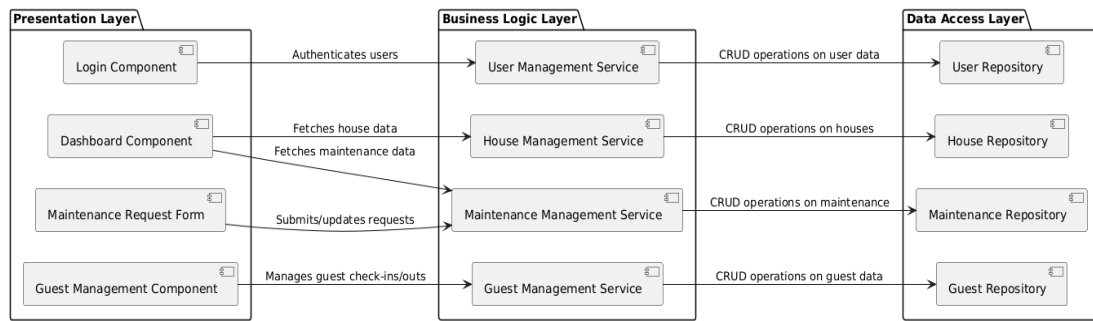 Presentation Layer
Business Logic Layer
Data Access Layer
Login Component
Authenticates users
User Management Service
CRUD operations on user data
User Repository
Dashboard Component
Fetches house data
House Management Service
CRUD operations on houses
House Repository
Fetches maintenance data
Maintenance Request Form
Submits/updates requests
Maintenance Management Service
CRUD operations on maintenance
Maintenance Repository
Guest Management Component
Manages guest check-ins/outs
Guest Management Service
CRUD operations on guest data
Guest Repository